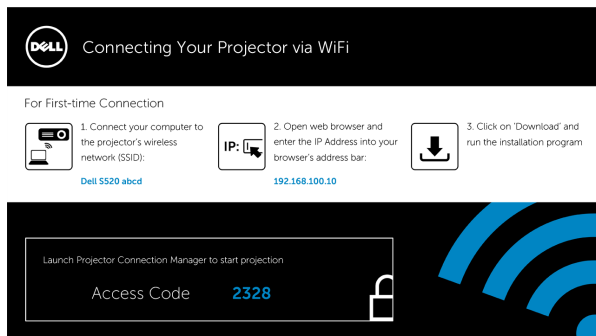 DELL
Connecting Your Projector via WiFi
For First-time Connection
1. Connect your computer to
the projector's wireless
network (SSID):
Dell S520 abcd
IP:
2. Open web browser and
enter the IP Address into your
browser's address bar:
192.168.100.10
3. Click on 'Download' and
run the installation program
Launch Projector Connection Manager to start projection
Access Code 2328